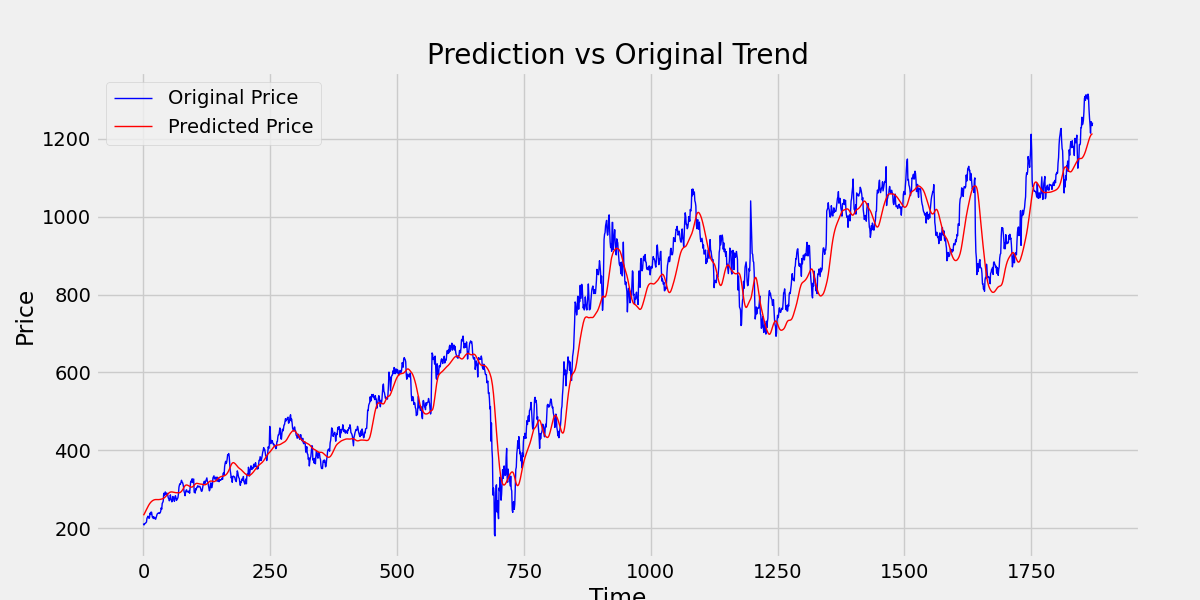 Prediction vs Original Trend
Original Price
Predicted Price
Price
1200
1000
800
600
400
200
0 250 500 750 1000 1250 1500 1750
Time